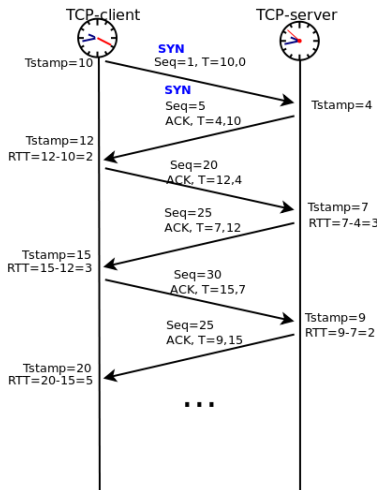 TCP-client
TCP-server
SYN
Seq=1, T=10,0
Tstamp=10
SYN
Seq=5
ACK, T=4,10
Tstamp=4
Tstamp=12
RTT=12-10=2
Seq=20
ACK, T=12,4
Tstamp=7
RTT=7-4=3
Seq=25
ACK, T=7,12
Tstamp=15
RTT=15-12=3
Seq=30
ACK, T=15,7
Tstamp=9
RTT=9-7=2
Seq=25
ACK, T=9,15
Tstamp=20
RTT=20-15=5
...